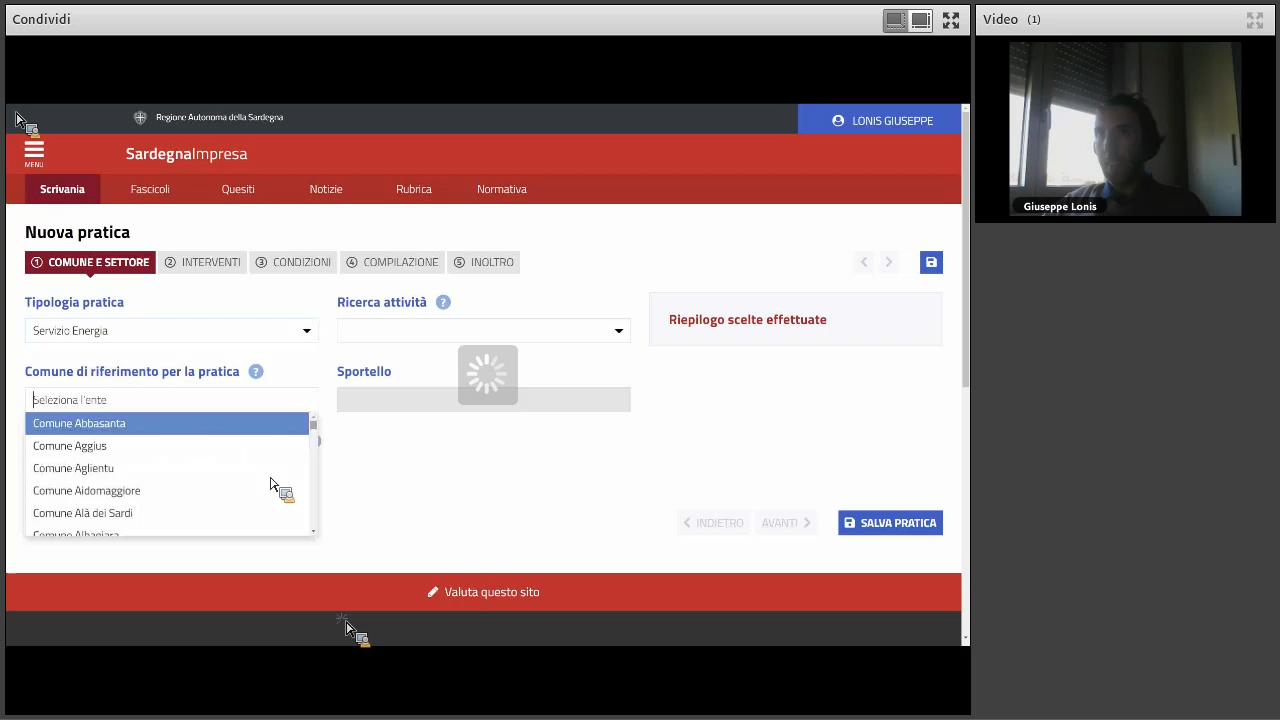 Condividi
Video (1)
Regione Autonoma della Sardegna
LONIS GIUSEPPE
MENU
SardegnaImpresa
Scrivania
Fascicoli
Quesiti
Notizie
Rubrica
Normativa
Giuseppe Lonis
Nuova pratica
1 COMUNE E SETTORE
2 INTERVENTI
3 CONDIZIONI
4 COMPILAZIONE
5 INOLTRO
Tipologia pratica
Ricerca attività ?
Riepilogo scelte effettuate
Servizio Energia
Comune di riferimento per la pratica ?
Sportello
Seleziona l'ente
Comune Abbasanta
Comune Aggius
Comune Aglientu
Comune Aidomaggiore
Comune Alà dei Sardi
Comune Albagiara
INDIETRO
AVANTI
SALVA PRATICA
Valuta questo sito